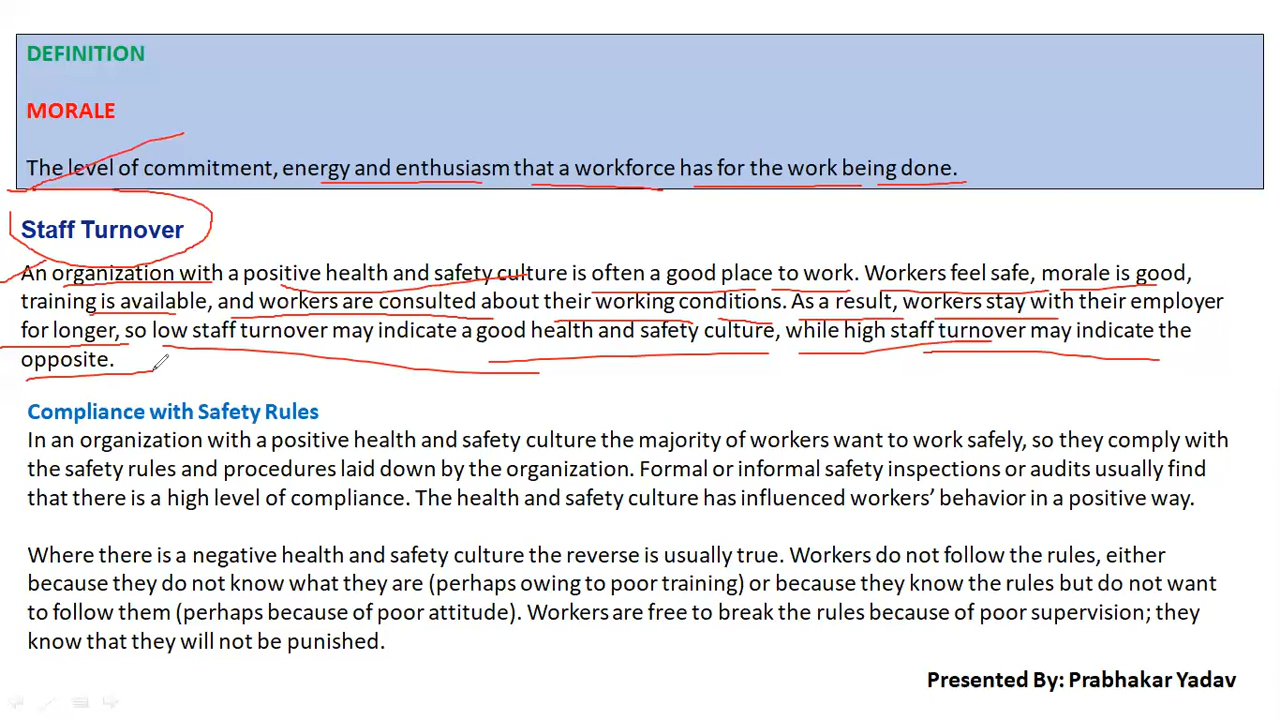 DEFINITION
MORALE
The level of commitment, energy and enthusiasm that a workforce has for the work being done.
Staff Turnover
An organization with a positive health and safety culture is often a good place to work. Workers feel safe, morale is good,
training is available, and workers are consulted about their working conditions. As a result, workers stay with their employer
for longer, so low staff turnover may indicate a good health and safety culture, while high staff turnover may indicate the
opposite.
Compliance with Safety Rules
In an organization with a positive health and safety culture the majority of workers want to work safely, so they comply with
the safety rules and procedures laid down by the organization. Formal or informal safety inspections or audits usually find
that there is a high level of compliance. The health and safety culture has influenced workers’ behavior in a positive way.
Where there is a negative health and safety culture the reverse is usually true. Workers do not follow the rules, either
because they do not know what they are (perhaps owing to poor training) or because they know the rules but do not want
to follow them (perhaps because of poor attitude). Workers are free to break the rules because of poor supervision; they
know that they will not be punished.
Presented By: Prabhakar Yadav